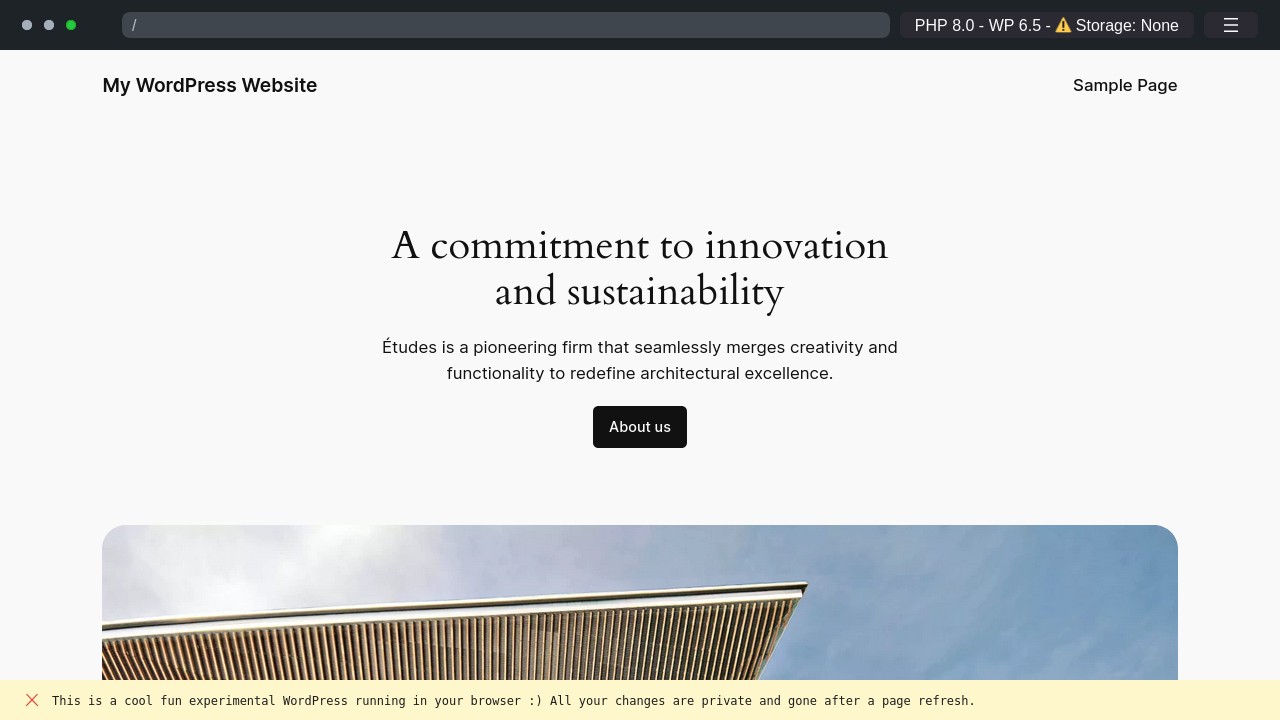 /
PHP 8.0 - WP 6.5 - ⚠️ Storage: None
My WordPress Website
Sample Page
A commitment to innovation
and sustainability
Études is a pioneering firm that seamlessly merges creativity and
functionality to redefine architectural excellence.
About us
This is a cool fun experimental WordPress running in your browser :) All your changes are private and gone after a page refresh.